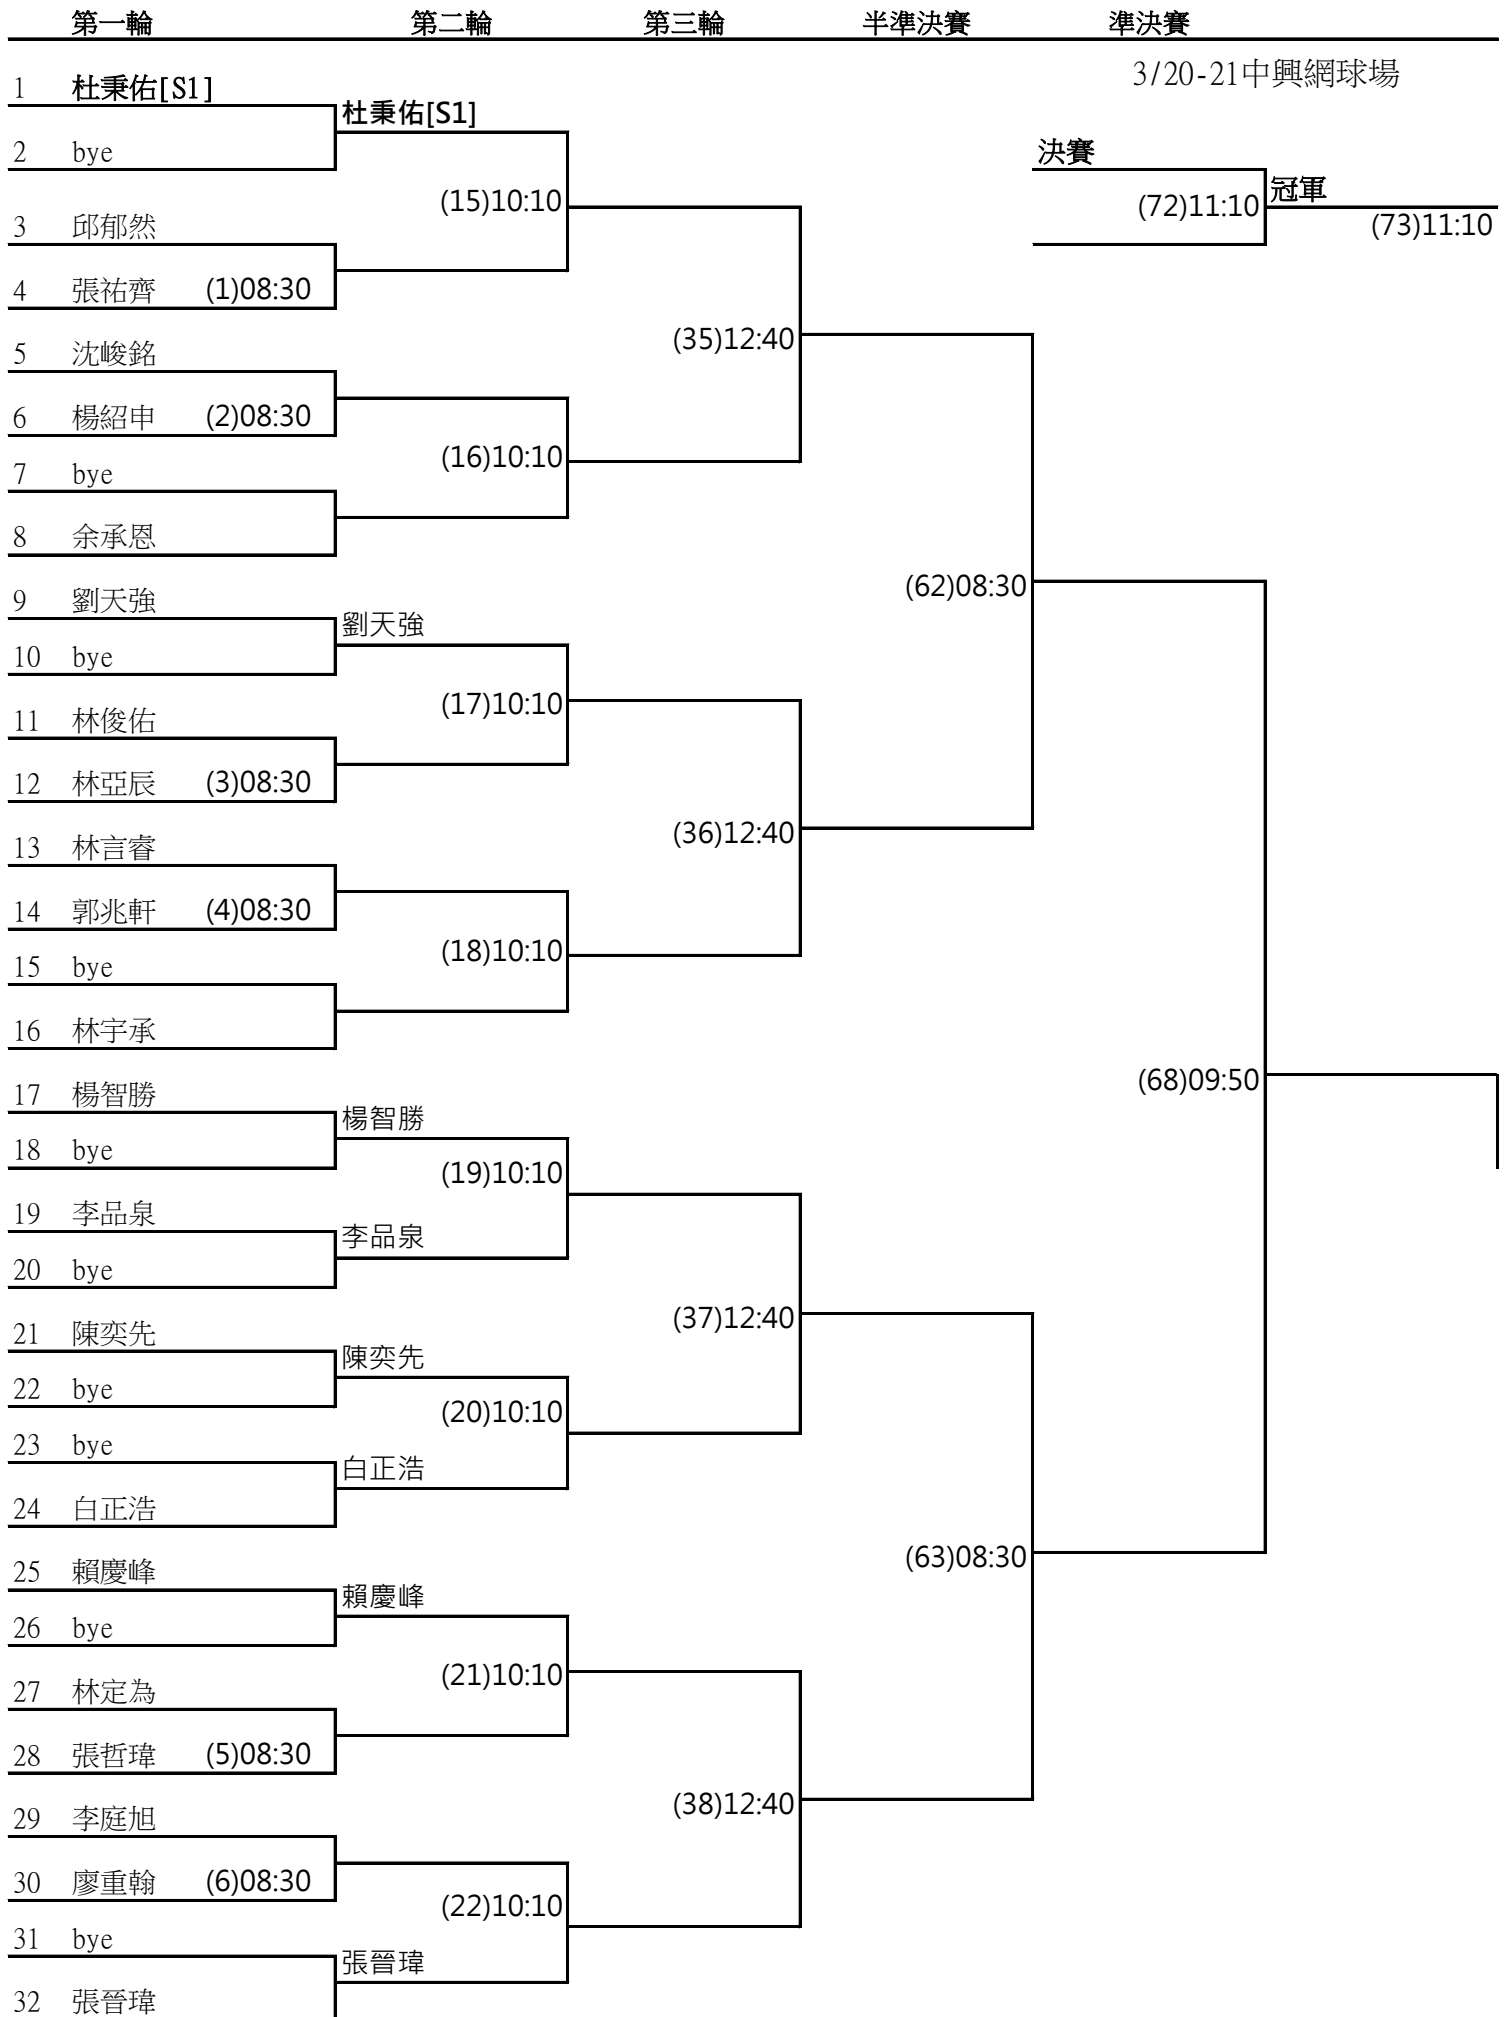 第一輪 第二輪 第三輪 半準決賽 準決賽
3/20-21中興網球場
1 杜秉佑[S1]
杜秉佑[S1]
2 bye
決賽
(15)10:10
(72)11:10
冠軍
(73)11:10
3 邱郁然
4 張祐齊 (1)08:30
(35)12:40
5 沈峻銘
6 楊紹申 (2)08:30
(16)10:10
7 bye
8 余承恩
(62)08:30
9 劉天強
劉天強
10 bye
(17)10:10
11 林俊佑
12 林亞辰 (3)08:30
(36)12:40
13 林言睿
14 郭兆軒 (4)08:30
(18)10:10
15 bye
16 林宇承
(68)09:50
17 楊智勝
楊智勝
18 bye
(19)10:10
19 李品泉
李品泉
20 bye
(37)12:40
21 陳奕先
陳奕先
22 bye
(20)10:10
23 bye
白正浩
24 白正浩
(63)08:30
25 賴慶峰
賴慶峰
26 bye
(21)10:10
27 林定為
28 張哲瑋 (5)08:30
(38)12:40
29 李庭旭
30 廖重翰 (6)08:30
(22)10:10
31 bye
張晉瑋
32 張晉瑋